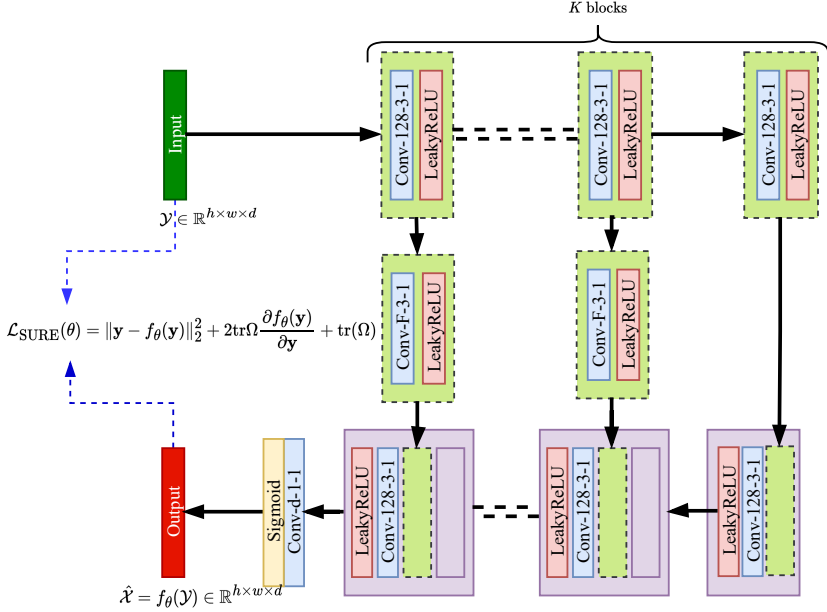 K blocks
Input
Conv-128-3-1
LeakyReLU
Conv-128-3-1
LeakyReLU
Conv-128-3-1
LeakyReLU
𝒴 ∈ ℝ^{h×w×d}
Conv-F-3-1
LeakyReLU
Conv-F-3-1
LeakyReLU
ℒ_SURE(θ) = ‖y − f_θ(y)‖₂² + 2trΩ ∂f_θ(y)/∂y + tr(Ω)
Output
Sigmoid
Conv-d-1-1
LeakyReLU
Conv-128-3-1
LeakyReLU
Conv-128-3-1
LeakyReLU
Conv-128-3-1
𝒳̂ = f_θ(𝒴) ∈ ℝ^{h×w×d}